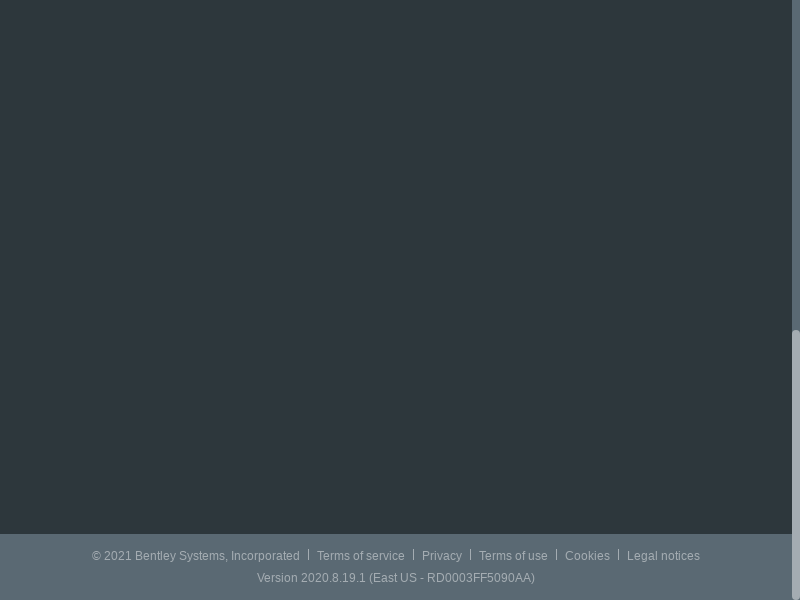 © 2021 Bentley Systems, Incorporated | Terms of service | Privacy | Terms of use | Cookies | Legal notices
Version 2020.8.19.1 (East US - RD0003FF5090AA)